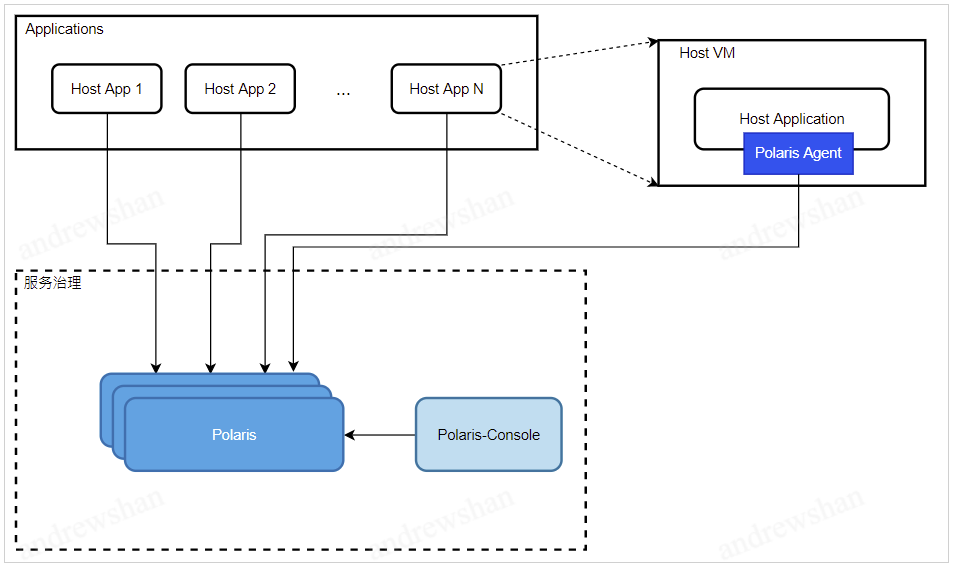 Applications
Host App 1
Host App 2
...
Host App N
Host VM
Host Application
Polaris Agent
andrewshan
andrewshan
andrewshan
服务治理
Polaris
Polaris-Console
andrewshan
andrewshan
andrewshan